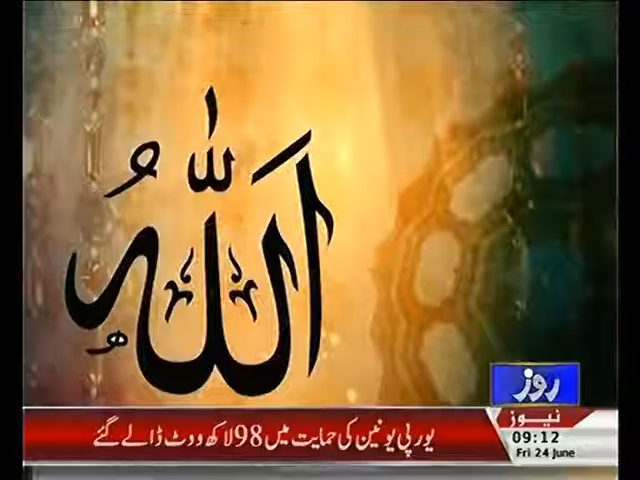 اللهُ
روز
نیوز
یورپی یونین کی حمایت میں 98 لاکھ ووٹ ڈالے گئے
09:12
Fri 24 June